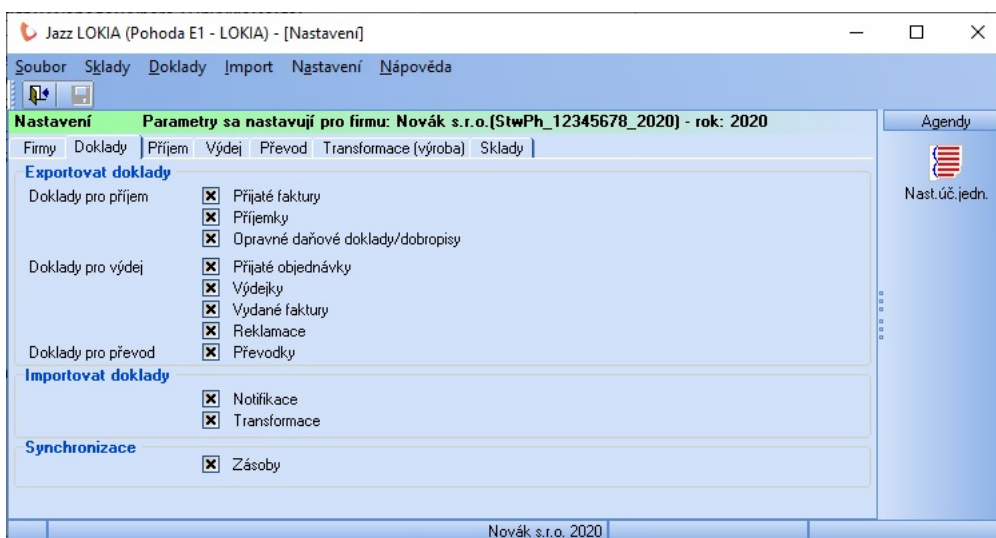 Jazz LOKIA (Pohoda E1 - LOKIA) - [Nastavení]
Soubor Sklady Doklady Import Nastavení Nápověda
Nastavení Parametry sa nastavují pro firmu: Novák s.r.o.(StwPh_12345678_2020) - rok: 2020
Agendy
Firmy Doklady Příjem Výdej Převod Transformace (výroba) Sklady
Nast.úč.jedn.
Exportovat doklady
Doklady pro příjem Přijaté faktury
Příjemky
Opravné daňové doklady/dobropisy
Doklady pro výdej Přijaté objednávky
Výdejky
Vydané faktury
Reklamace
Doklady pro převod Převodky
Importovat doklady
Notifikace
Transformace
Synchronizace
Zásoby
Novák s.r.o. 2020